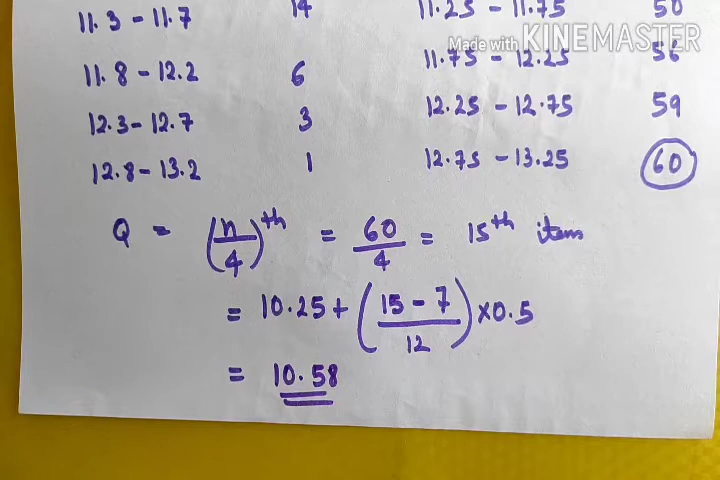 11.3 - 11.7 14 11.25 - 11.75 50
Made with KINEMASTER
11.8 - 12.2 6 11.75 - 12.25 56
12.3 - 12.7 3 12.25 - 12.75 59
12.8 - 13.2 1 12.75 - 13.25 60
Q = (n/4)th = 60/4 = 15th item
= 10.25 + (15 - 7 / 12) × 0.5
= 10.58